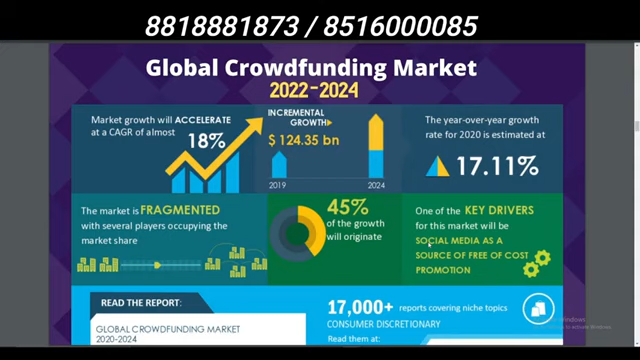 8818881873 / 8516000085
Global Crowdfunding Market
2022-2024
Market growth will ACCELERATE
at a CAGR of almost
18%
INCREMENTAL
GROWTH
$ 124.35 bn
2019
2024
The year-over-year growth
rate for 2020 is estimated at
17.11%
The market is FRAGMENTED
with several players occupying the
market share
45%
of the growth
will originate
One of the KEY DRIVERS
for this market will be
SOCIAL MEDIA AS A
SOURCE OF FREE OF COST
PROMOTION
READ THE REPORT:
GLOBAL CROWDFUNDING MARKET
2020-2024
17,000+ reports covering niche topics
CONSUMER DISCRETIONARY
Read them at: